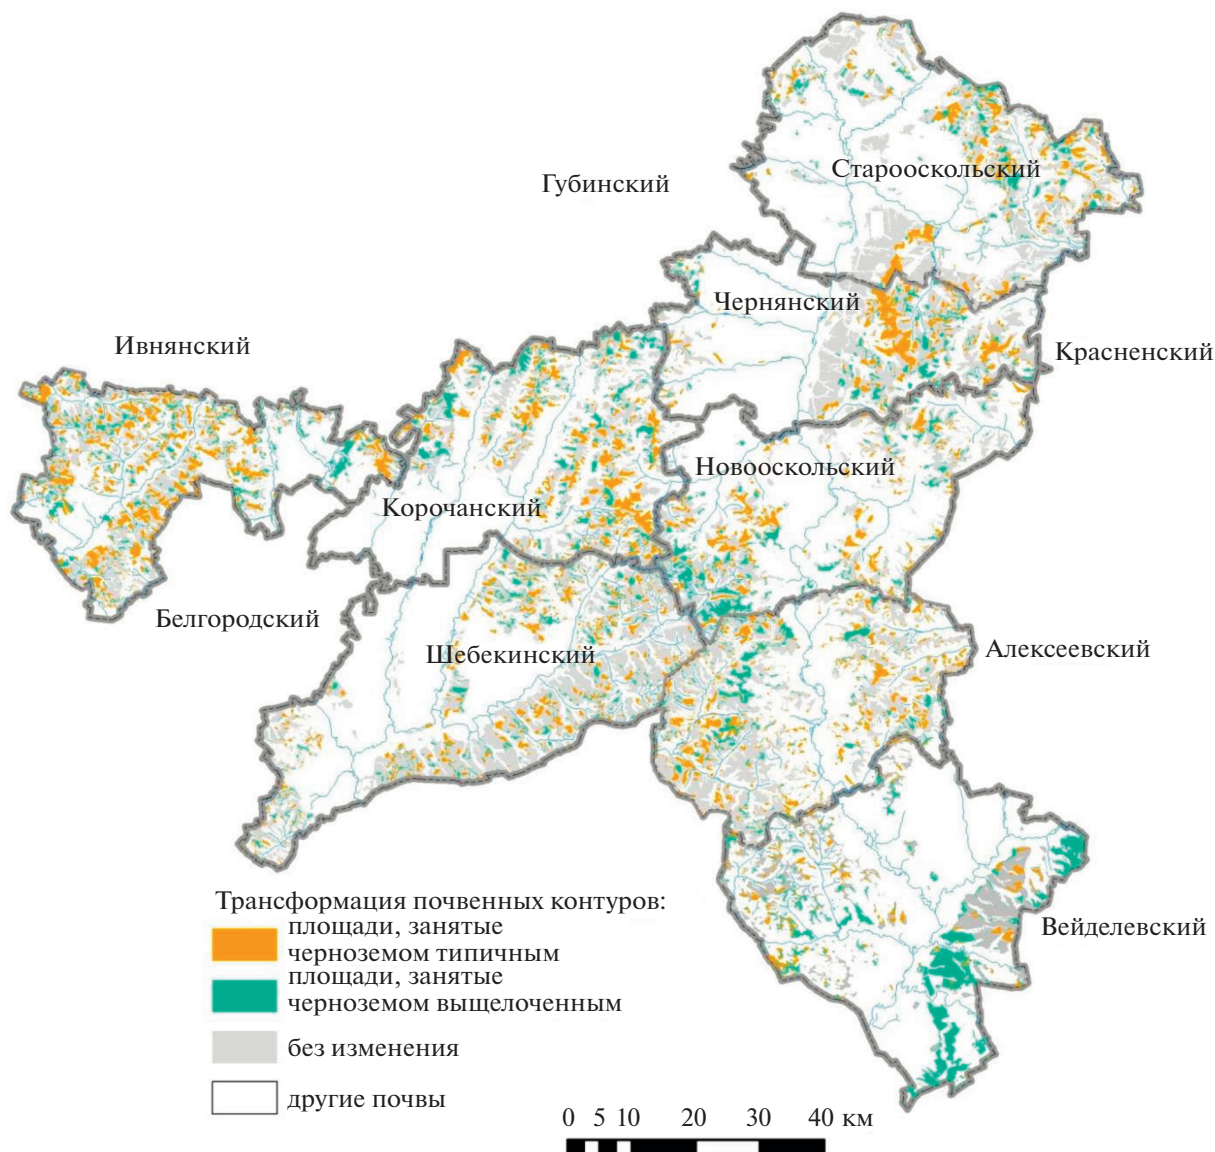 Губинский
Старооскольский
Чернянский
Ивнянский
Красненский
Новооскольский
Корочанский
Белгородский
Шебекинский
Алексеевский
Вейделевский
Трансформация почвенных контуров:
площади, занятые
черноземом типичным
площади, занятые
черноземом выщелоченным
без изменения
другие почвы
0 5 10 20 30 40 км